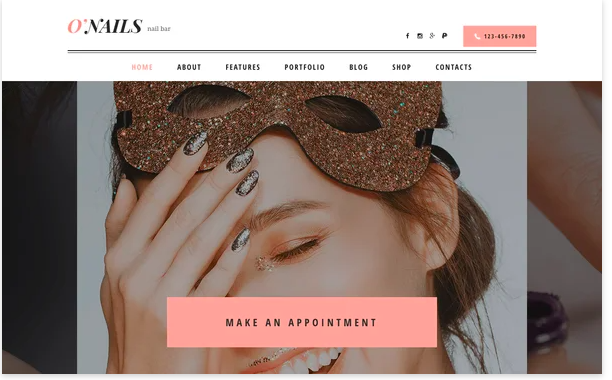 O'NAILS nail bar
123-456-7890
HOME ABOUT FEATURES PORTFOLIO BLOG SHOP CONTACTS
MAKE AN APPOINTMENT